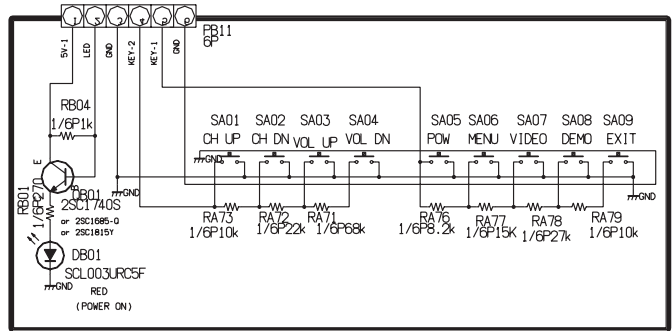 1 2 3 4 5 6
PB11
6P
5V-1
LED
GND
KEY-2
KEY-1
GND
RB04
1/6P1k
SA01 SA02 SA03 SA04 SA05 SA06 SA07 SA08 SA09
CH UP CH DN VOL UP VOL DN POW MENU VIDEO DEMO EXIT
GND
E
B
QB01
2SC1740S
or 2SC1685-Q
or 2SC1815Y
RB01
1/6P270
GND
GND
RA73
1/6P10k
RA72
1/6P22k
RA71
1/6P68k
RA76
1/6P8.2k
RA77
1/6P15K
RA78
1/6P27k
RA79
1/6P10k
DB01
SCL003URC5F
GND
RED
(POWER ON)